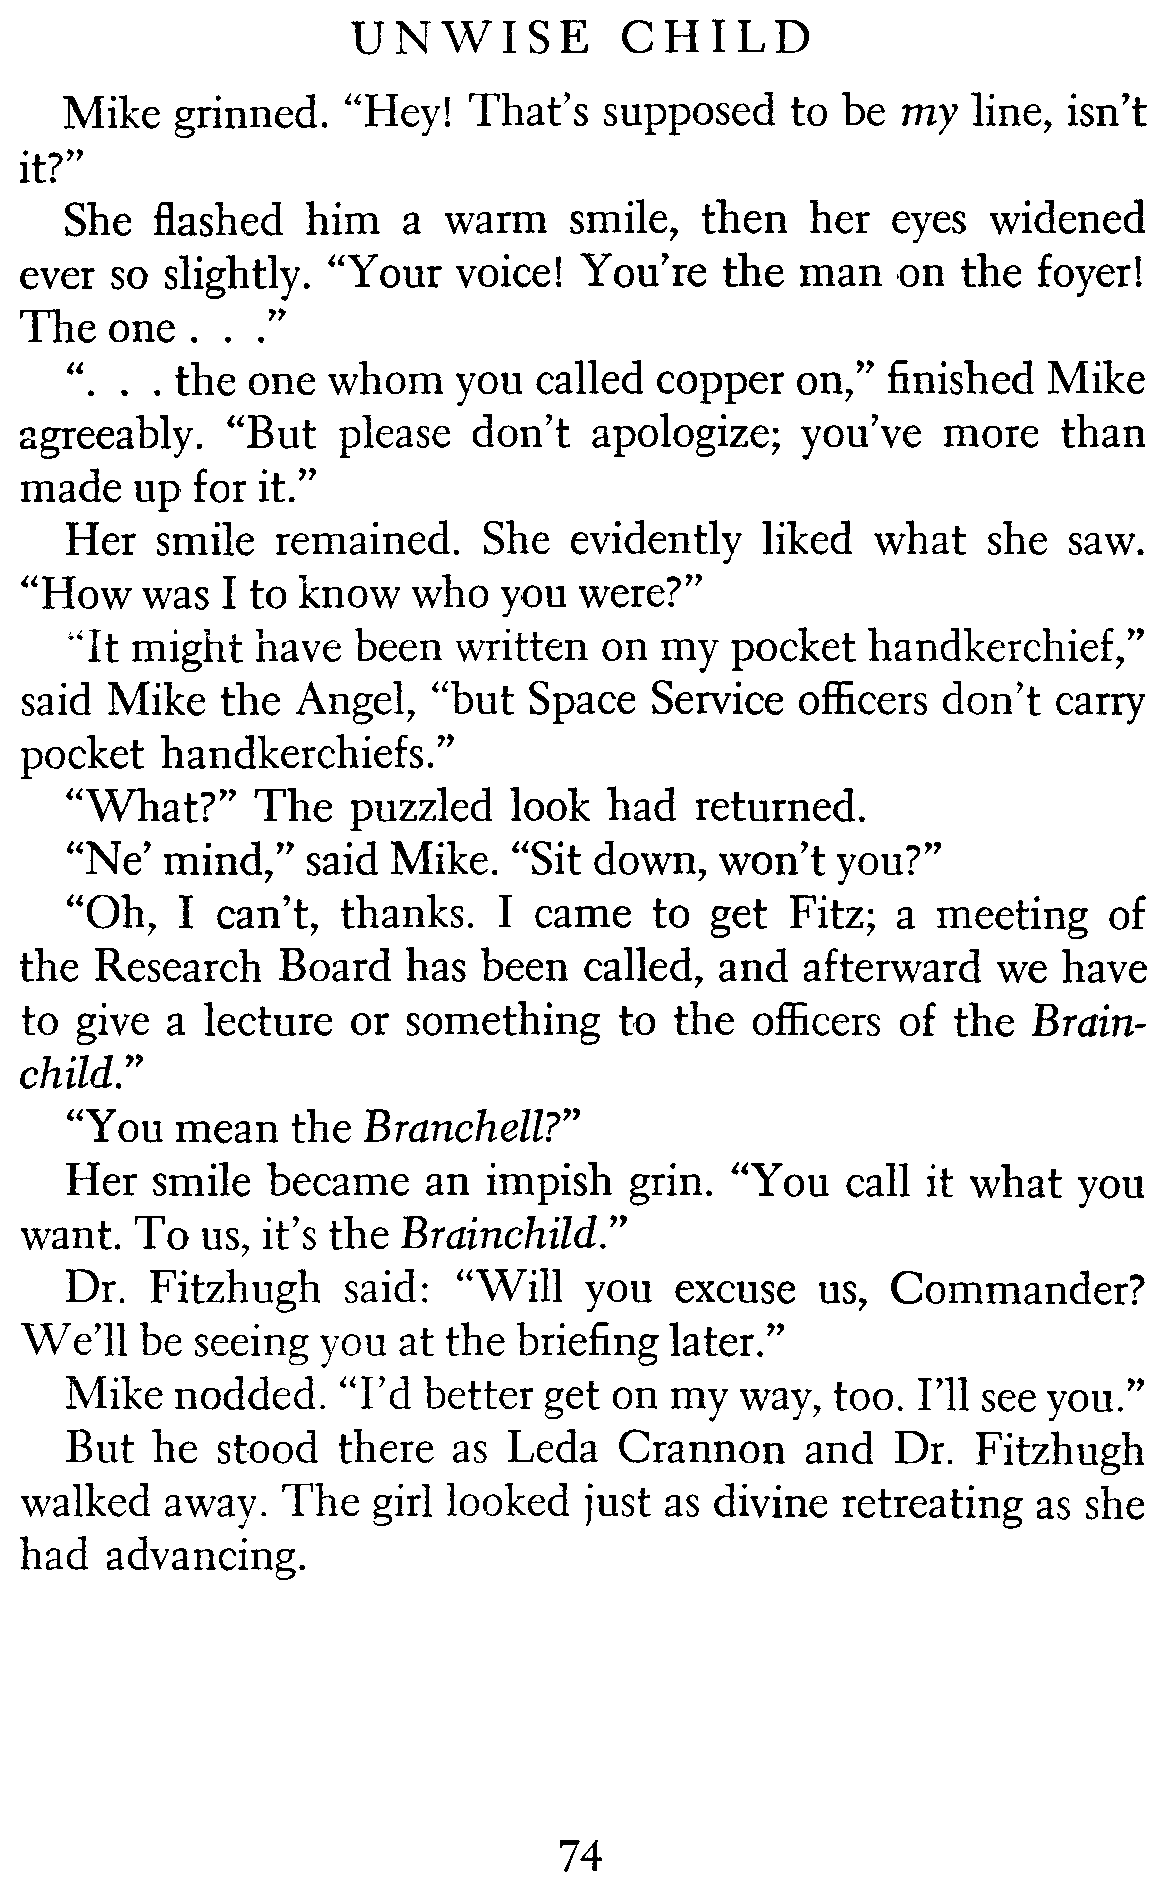 UNWISE CHILD
Mike grinned. “Hey! That’s supposed to be my line, isn’t
it?”
She flashed him a warm smile, then her eyes widened
ever so slightly. “Your voice! You’re the man on the foyer!
The one . . .”
“. . . the one whom you called copper on,” finished Mike
agreeably. “But please don’t apologize; you’ve more than
made up for it.”
Her smile remained. She evidently liked what she saw.
“How was I to know who you were?”
“It might have been written on my pocket handkerchief,”
said Mike the Angel, “but Space Service officers don’t carry
pocket handkerchiefs.”
“What?” The puzzled look had returned.
“Ne’ mind,” said Mike. “Sit down, won’t you?”
“Oh, I can’t, thanks. I came to get Fitz; a meeting of
the Research Board has been called, and afterward we have
to give a lecture or something to the officers of the Brain-
child.”
“You mean the Branchell?”
Her smile became an impish grin. “You call it what you
want. To us, it’s the Brainchild.”
Dr. Fitzhugh said: “Will you excuse us, Commander?
We’ll be seeing you at the briefing later.”
Mike nodded. “I’d better get on my way, too. I’ll see you.”
But he stood there as Leda Crannon and Dr. Fitzhugh
walked away. The girl looked just as divine retreating as she
had advancing.
74